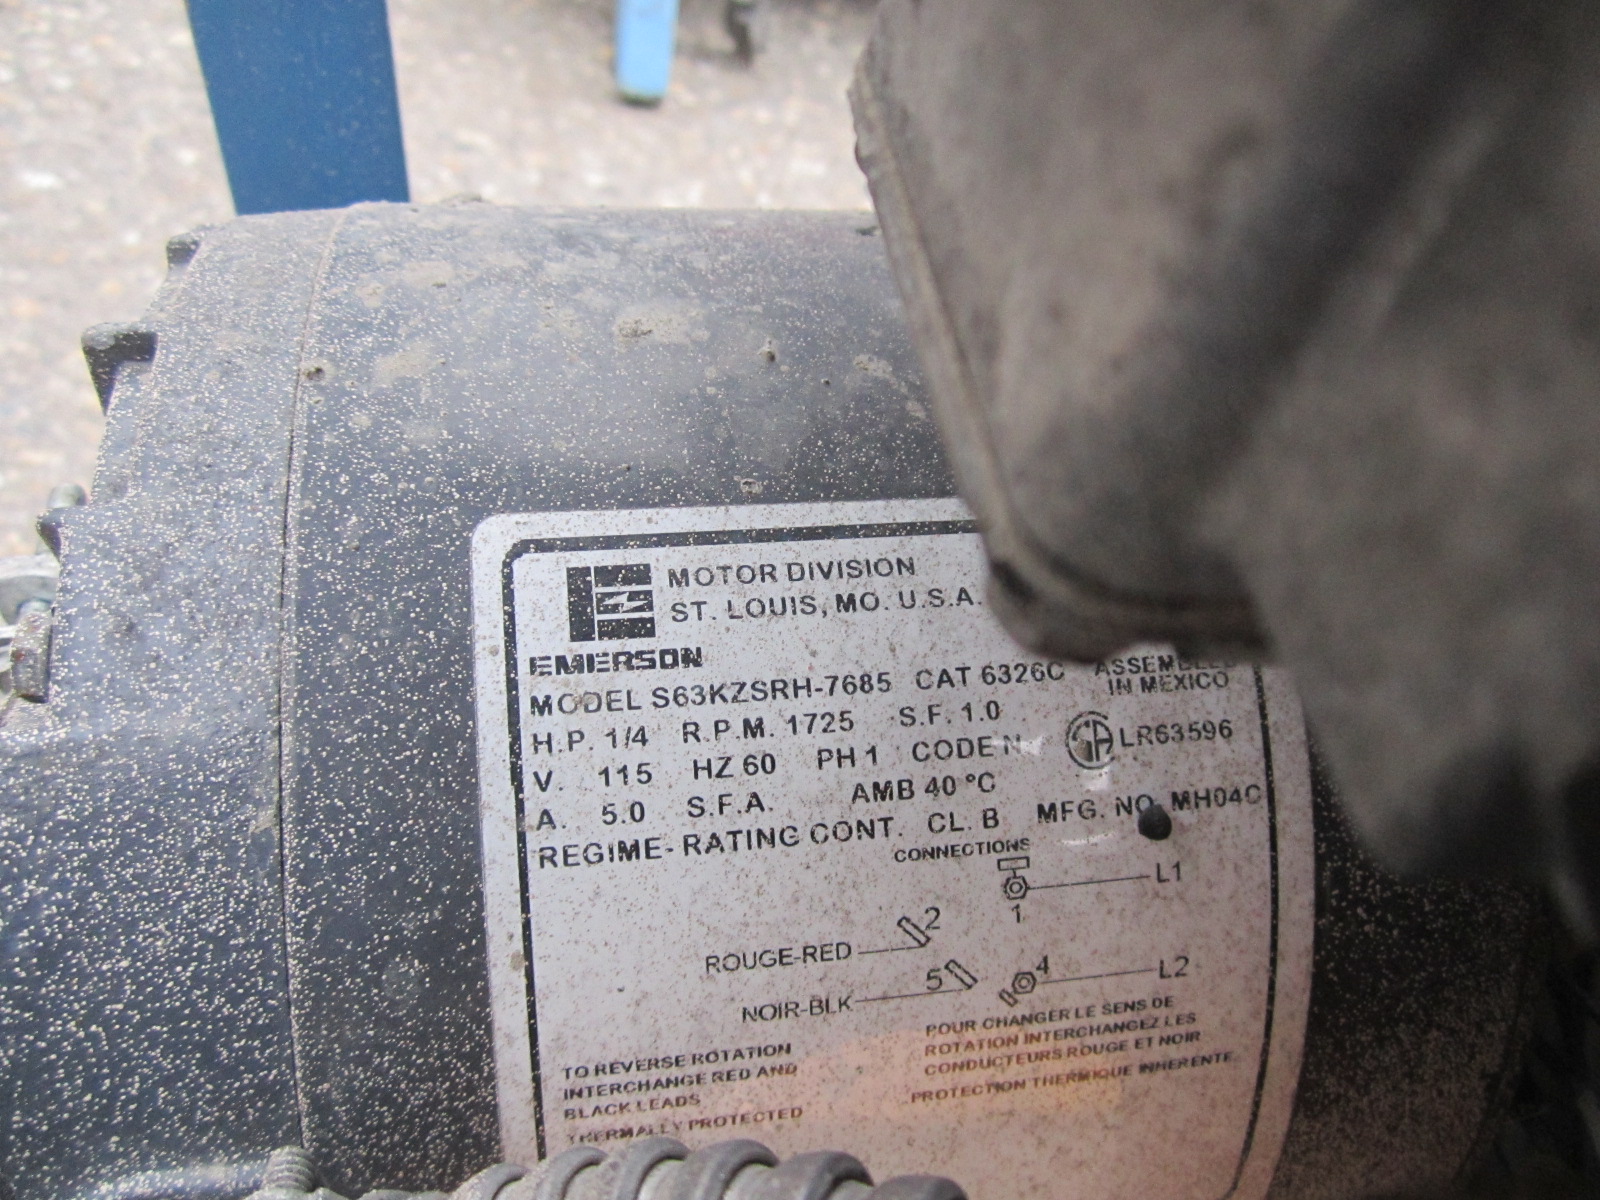 MOTOR DIVISION
ST. LOUIS, MO. U.S.A.
EMERSON
MODEL S63KZSRH-7685 CAT 6326C
ASSEMBLED
IN MEXICO
H.P. 1/4 R.P.M. 1725 S.F. 1.0
V. 115 HZ 60 PH 1 CODE N
LR63596
A. 5.0 S.F.A. AMB 40 °C
REGIME-RATING CONT. CL. B MFG. NO. MH04C
CONNECTIONS
L1
1
2
ROUGE-RED
5
4
L2
NOIR-BLK
TO REVERSE ROTATION
INTERCHANGE RED AND
BLACK LEADS
THERMALLY PROTECTED
POUR CHANGER LE SENS DE
ROTATION INTERCHANGEZ LES
CONDUCTEURS ROUGE ET NOIR
PROTECTION THERMIQUE INHERENTE